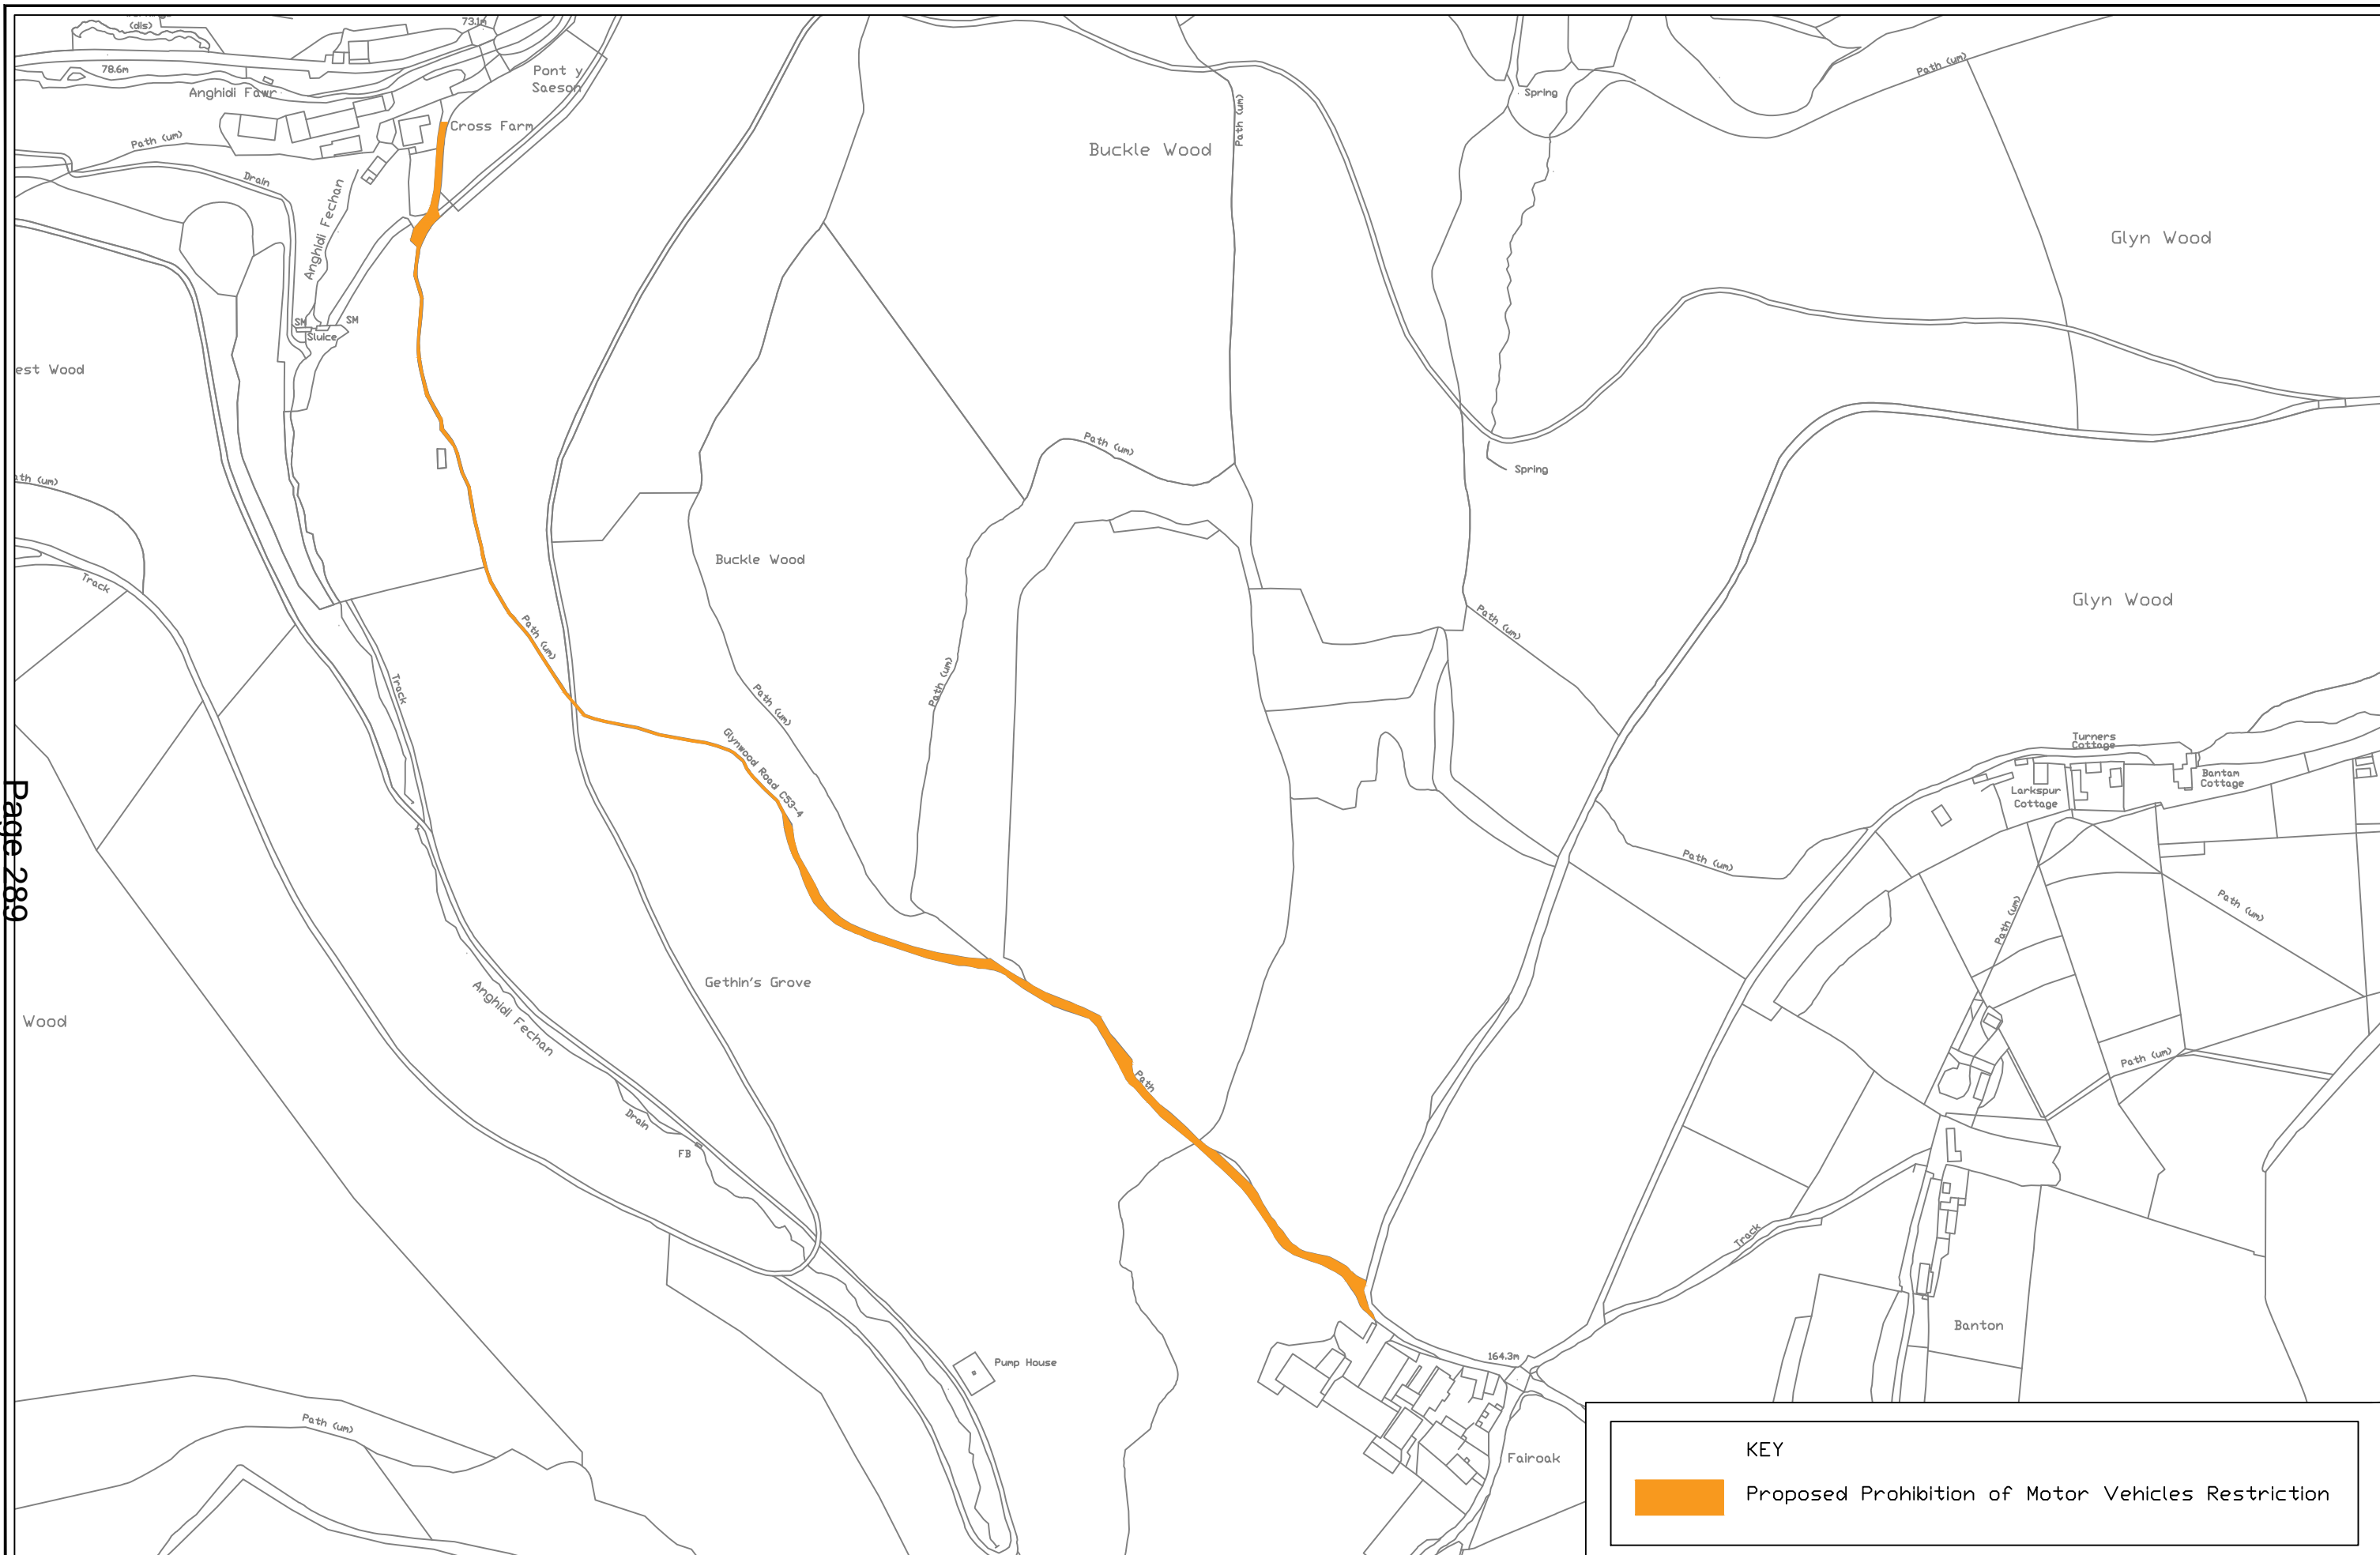 (dis)
73.1m
78.6m
Pont y
Saeson
Anghidi Fawr
Cross Farm
Path (um)
Spring
Path (um)
Path (um)
Buckle Wood
Drain
Anghidi Fechan
Glyn Wood
SM
SM
Sluice
est Wood
Path (um)
Spring
ath (um)
Buckle Wood
Track
Glyn Wood
Path (um)
Path (um)
Track
Path (um)
Path (um)
Glynwood Road C53-4
Turners
Cottage
Bantam
Cottage
Larkspur
Cottage
Page 289
Path (um)
Path (um)
Path (um)
Gethin's Grove
Wood
Anghidi Fechan
Path
Path (um)
Drain
FB
Track
Banton
164.3m
Pump House
Path (um)
Fairoak
KEY
Proposed Prohibition of Motor Vehicles Restriction